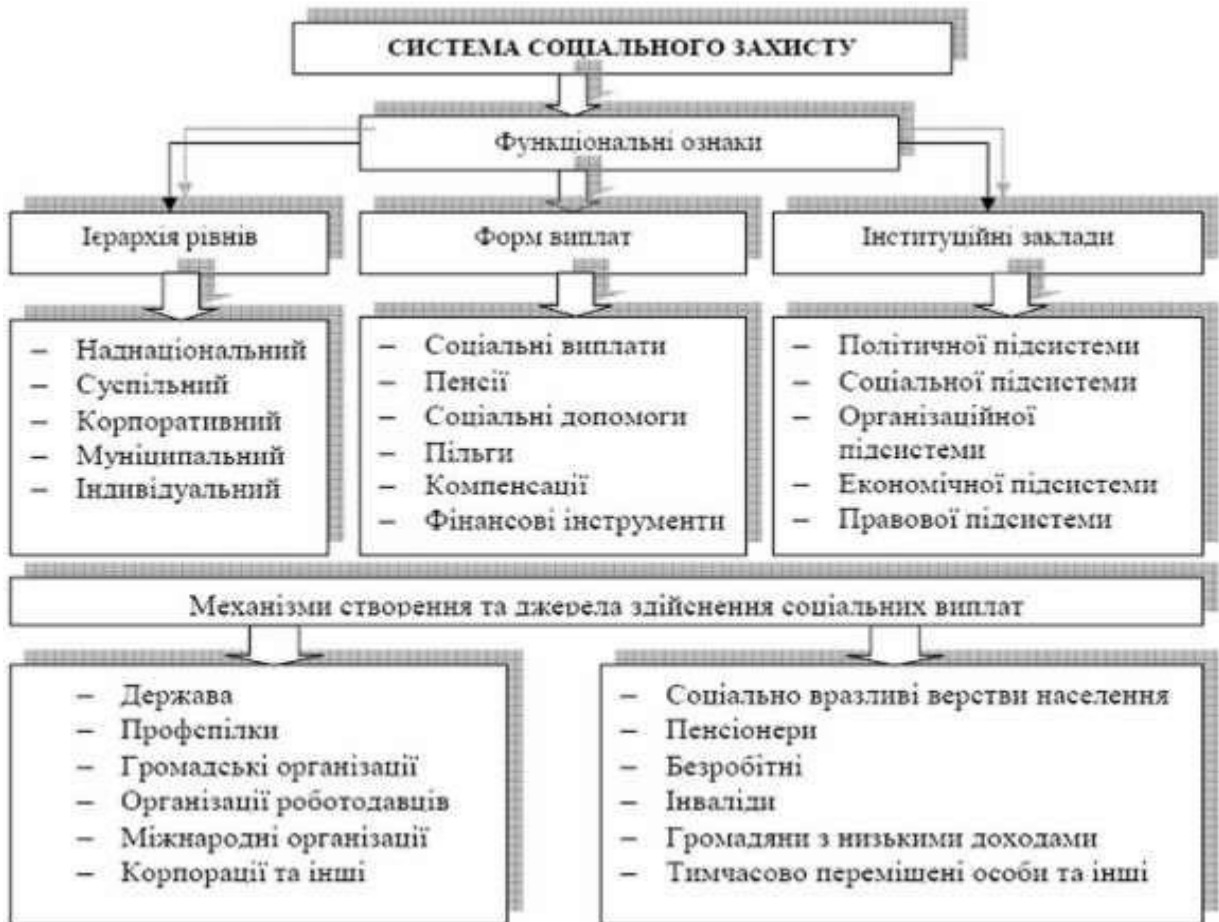 СИСТЕМА СОЦІАЛЬНОГО ЗАХИСТУ
Функціональні ознаки
Ієрархія рівнів
Форм виплат
Інституційні заклади
– Наднаціональний
– Суспільний
– Корпоративний
– Муніципальний
– Індивідуальний
– Соціальні виплати
– Пенсії
– Соціальні допомоги
– Пільги
– Компенсації
– Фінансові інструменти
– Політичної підсистеми
– Соціальної підсистеми
– Організаційної
підсистеми
– Економічної підсистеми
– Правової підсистеми
Механізми створення та джерела здійснення соціальних виплат
– Держава
– Профспілки
– Громадські організації
– Організації роботодавців
– Міжнародні організації
– Корпорації та інші
– Соціально вразливі верстви населення
– Пенсіонери
– Безробітні
– Інваліди
– Громадяни з низькими доходами
– Тимчасово переміщені особи та інші